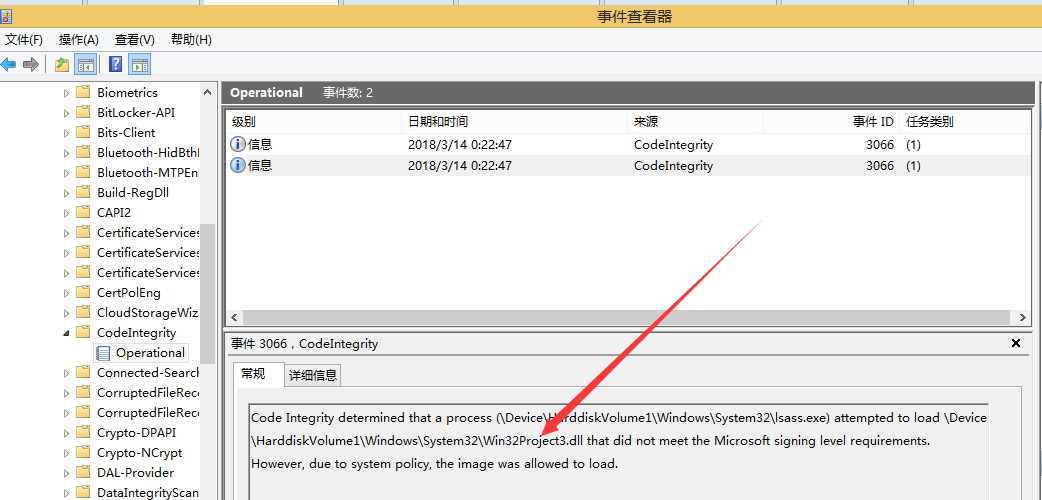 事件查看器
文件(F) 操作(A) 查看(V) 帮助(H)
Biometrics
BitLocker-API
Bits-Client
Bluetooth-HidBthI
Bluetooth-MTPEnu
Build-RegDll
CAPI2
CertificateServices
CertificateServices
CertificateServices
CertPolEng
CloudStorageWiz
CodeIntegrity
Operational
Connected-Search
CorruptedFileReco
CorruptedFileReco
Crypto-DPAPI
Crypto-NCrypt
DAL-Provider
DataIntegrityScan
Operational 事件数: 2
级别 日期和时间 来源 事件 ID 任务类别
信息 2018/3/14 0:22:47 CodeIntegrity 3066 (1)
信息 2018/3/14 0:22:47 CodeIntegrity 3066 (1)
事件 3066，CodeIntegrity
常规 详细信息
Code Integrity determined that a process (\Device\HarddiskVolume1\Windows\System32\lsass.exe) attempted to load \Device
\HarddiskVolume1\Windows\System32\Win32Project3.dll that did not meet the Microsoft signing level requirements.
However, due to system policy, the image was allowed to load.